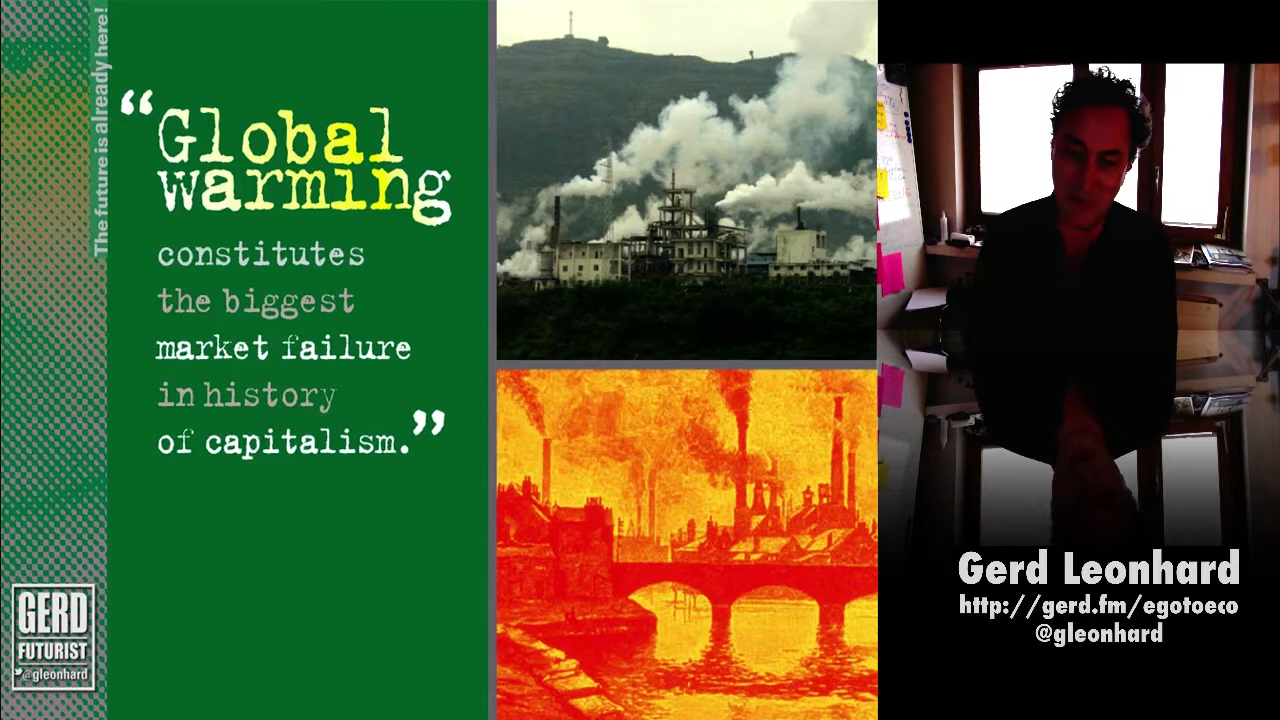 The future is already here!
“Global
warming
constitutes
the biggest
market failure
in history
of capitalism.”
GERD
FUTURIST
@gleonhard
Gerd Leonhard
http://gerd.fm/egotoeco
@gleonhard